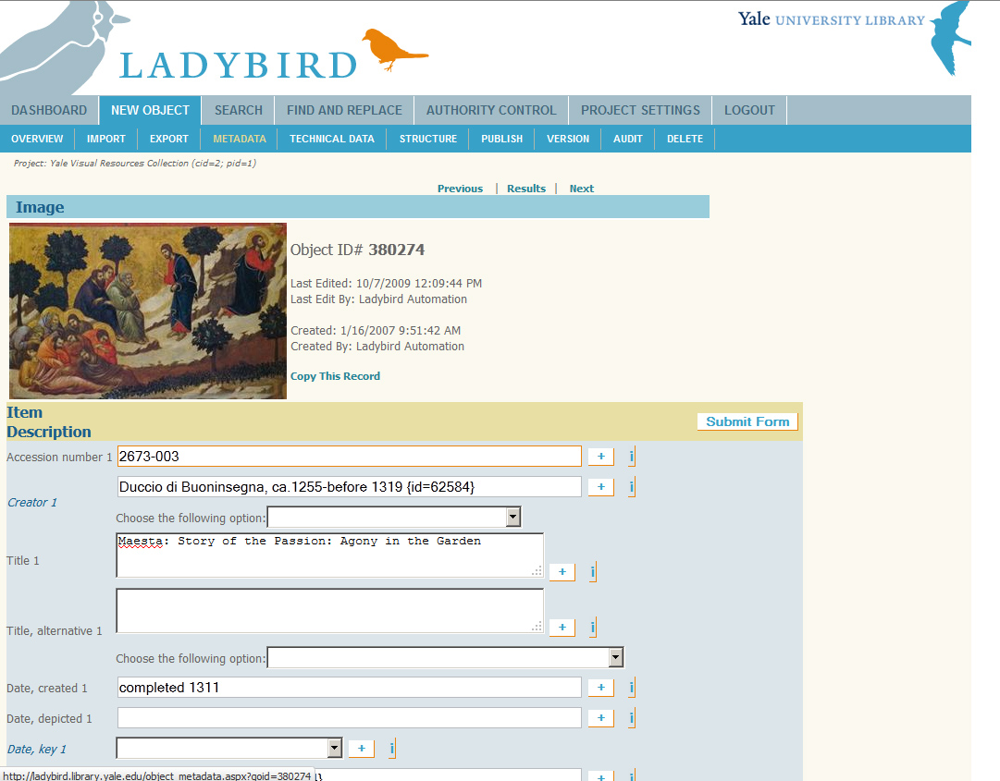 LADYBIRD
Yale UNIVERSITY LIBRARY
DASHBOARD NEW OBJECT SEARCH FIND AND REPLACE AUTHORITY CONTROL PROJECT SETTINGS LOGOUT
OVERVIEW IMPORT EXPORT METADATA TECHNICAL DATA STRUCTURE PUBLISH VERSION AUDIT DELETE
Project: Yale Visual Resources Collection (cid=2; pid=1)
Previous | Results | Next
Image
Object ID# 380274
Last Edited: 10/7/2009 12:09:44 PM
Last Edit By: Ladybird Automation
Created: 1/16/2007 9:51:42 AM
Created By: Ladybird Automation
Copy This Record
Item
Description
Submit Form
Accession number 1 2673-003 + i
Duccio di Buoninsegna, ca.1255-before 1319 {id=62584} + i
Creator 1
Choose the following option:
Maesta: Story of the Passion: Agony in the Garden
Title 1 + i
Title, alternative 1 + i
Choose the following option:
Date, created 1 completed 1311 + i
Date, depicted 1 + i
Date, key 1 + i
http://ladybird.library.yale.edu/object_metadata.aspx?goid=380274 + i